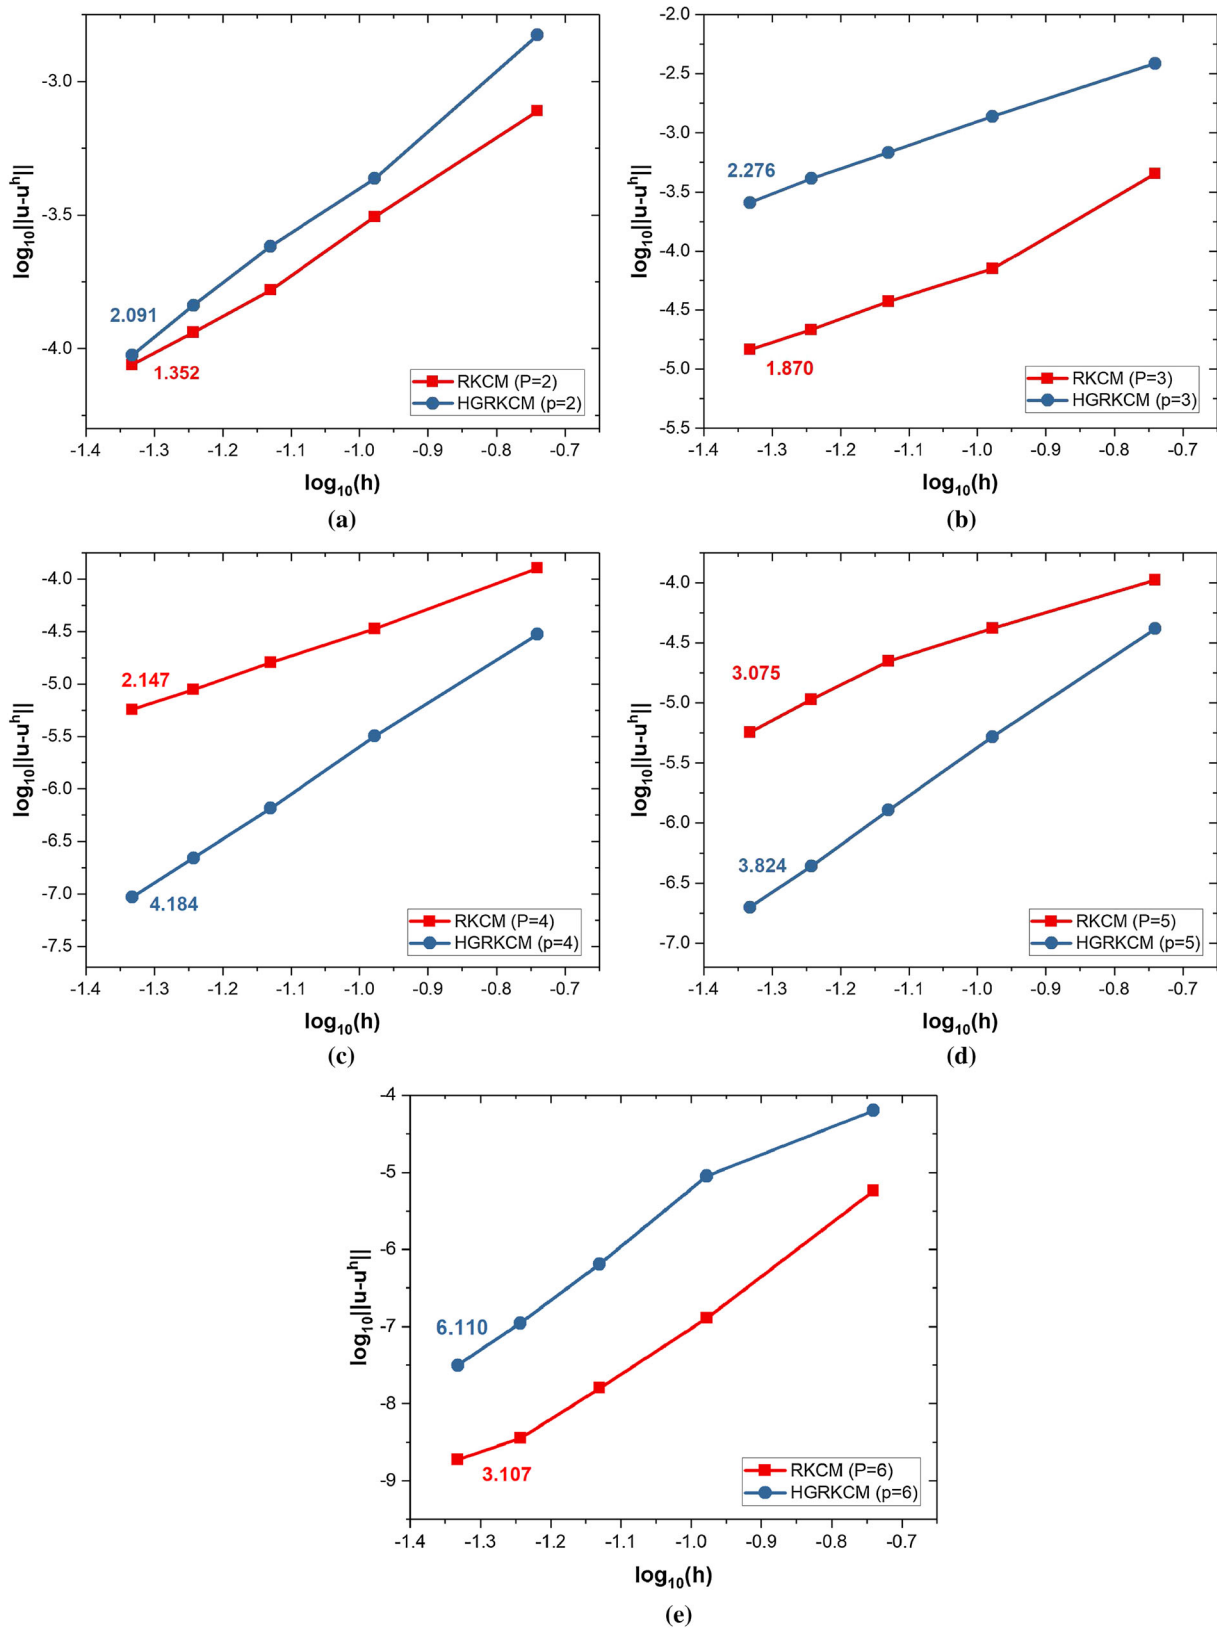 -3.0
-3.5
-4.0
log10||u-u^h||
2.091
1.352
RKCM (P=2)
HGRKCM (p=2)
-1.4 -1.3 -1.2 -1.1 -1.0 -0.9 -0.8 -0.7
log10(h)
(a)
-2.0
-2.5
-3.0
-3.5
-4.0
-4.5
-5.0
-5.5
log10||u-u^h||
2.276
1.870
RKCM (P=3)
HGRKCM (p=3)
-1.4 -1.3 -1.2 -1.1 -1.0 -0.9 -0.8 -0.7
log10(h)
(b)
-4.0
-4.5
-5.0
-5.5
-6.0
-6.5
-7.0
-7.5
log10||u-u^h||
2.147
4.184
RKCM (P=4)
HGRKCM (p=4)
-1.4 -1.3 -1.2 -1.1 -1.0 -0.9 -0.8 -0.7
log10(h)
(c)
-4.0
-4.5
-5.0
-5.5
-6.0
-6.5
-7.0
log10||u-u^h||
3.075
3.824
RKCM (P=5)
HGRKCM (p=5)
-1.4 -1.3 -1.2 -1.1 -1.0 -0.9 -0.8 -0.7
log10(h)
(d)
-4
-5
-6
-7
-8
-9
log10||u-u^h||
6.110
3.107
RKCM (P=6)
HGRKCM (p=6)
-1.4 -1.3 -1.2 -1.1 -1.0 -0.9 -0.8 -0.7
log10(h)
(e)